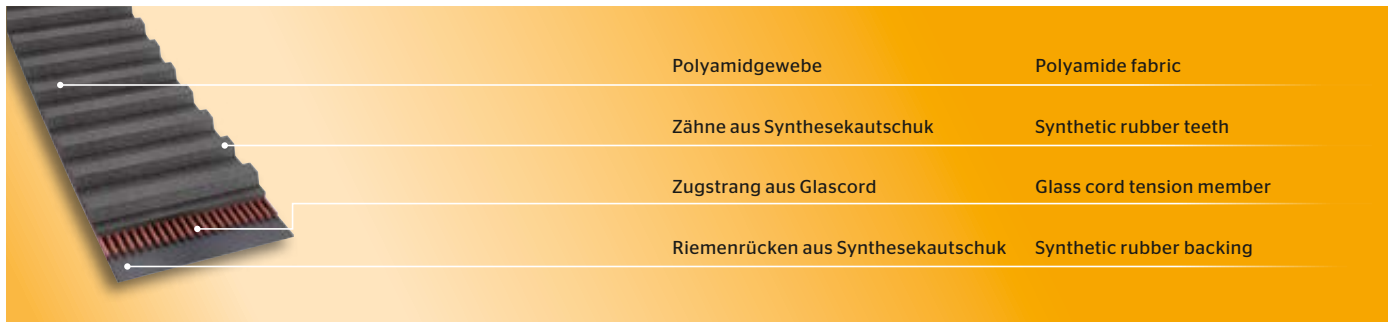 Polyamidgewebe Polyamide fabric
Zähne aus Synthesekautschuk Synthetic rubber teeth
Zugstrang aus Glascord Glass cord tension member
Riemenrücken aus Synthesekautschuk Synthetic rubber backing